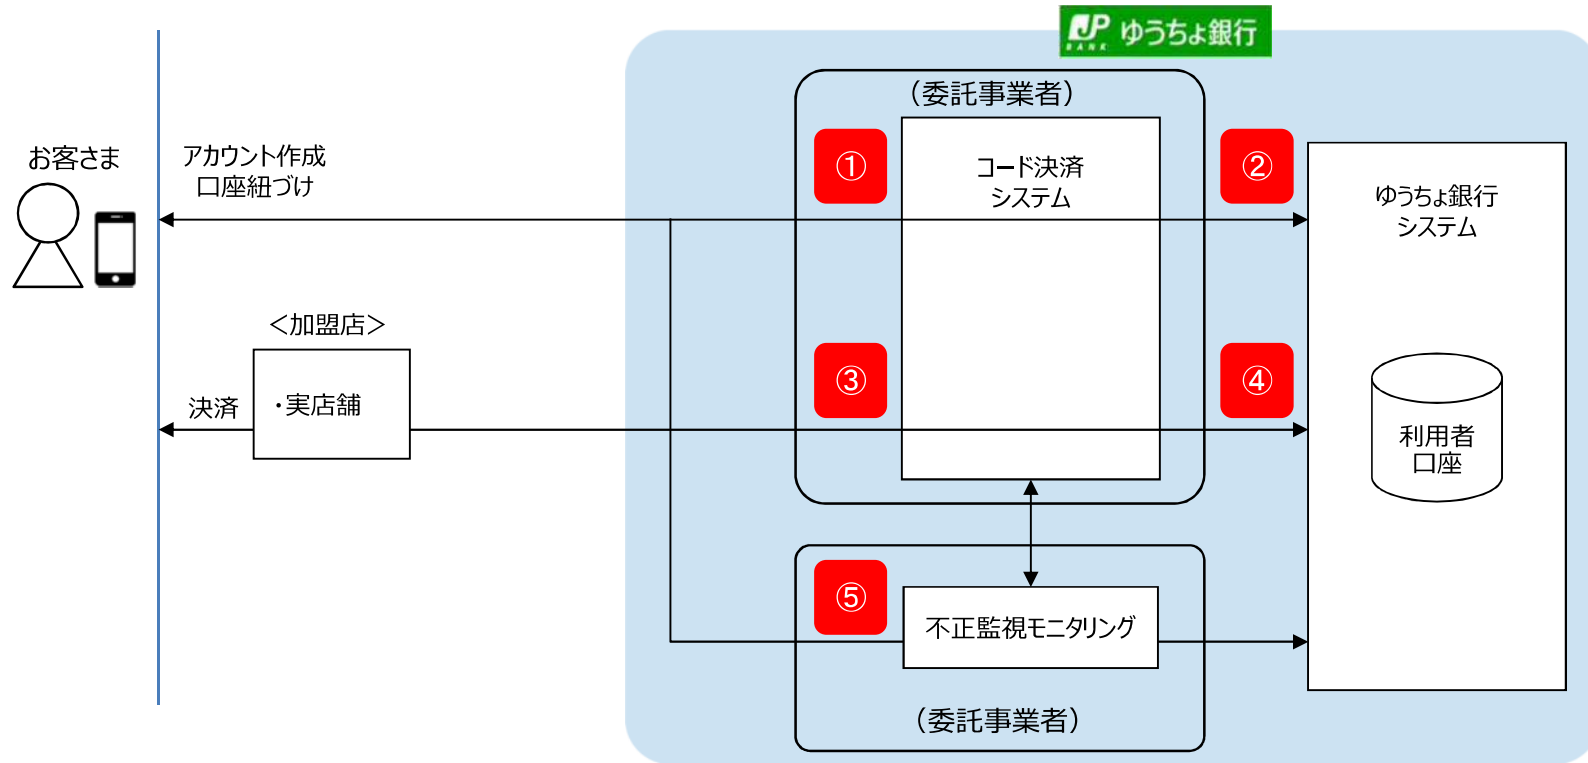 JP
BANK
ゆうちょ銀行
(委託事業者)
お客さま
アカウント作成
口座紐づけ
①
コード決済
システム
②
ゆうちょ銀行
システム
<加盟店>
・実店舗
決済
③
④
利用者
口座
⑤
不正監視モニタリング
(委託事業者)